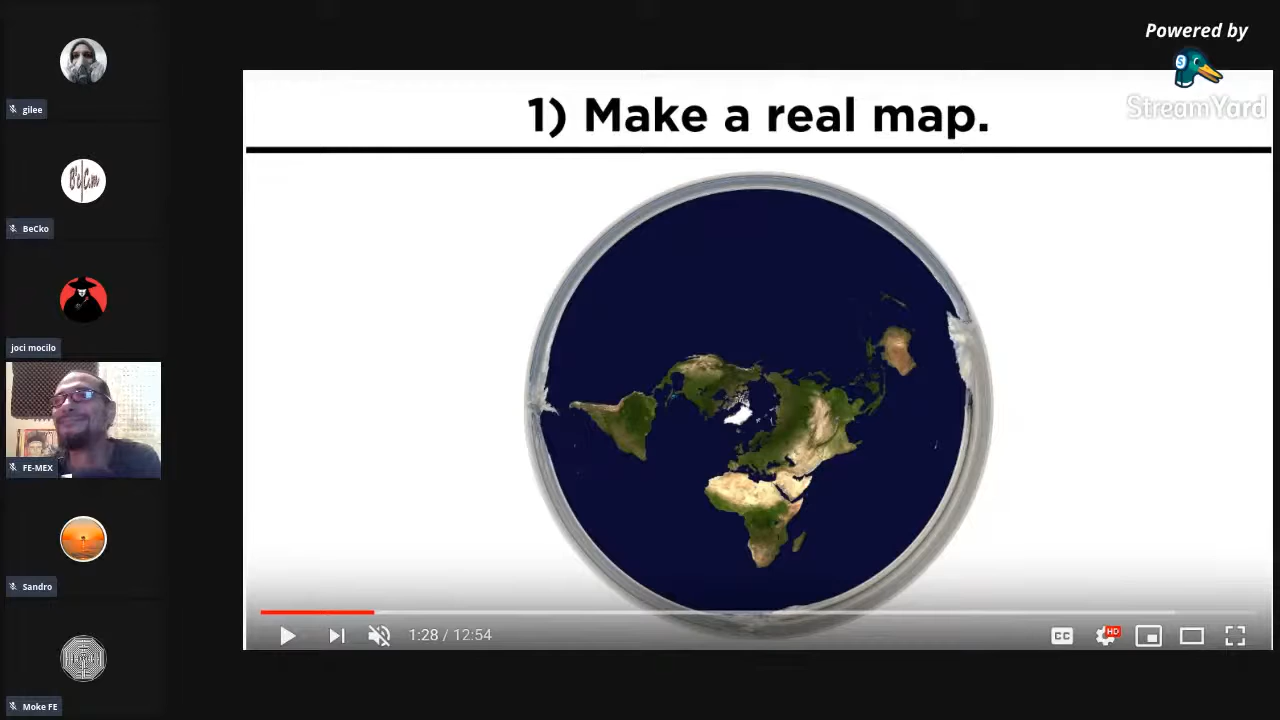 Powered by
StreamYard
gilee
BeCko
joci mocilo
FE-MEX
Sandro
Moke FE
1) Make a real map.
1:28 / 12:54
CC
HD